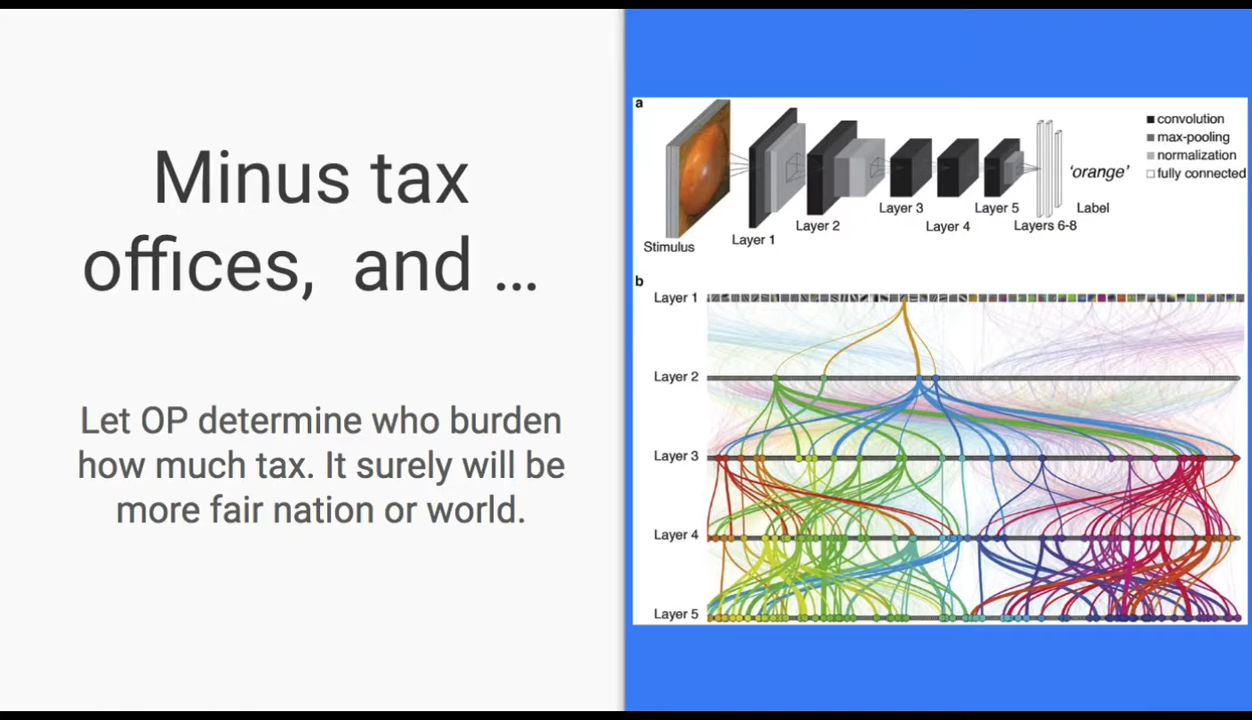 Minus tax
offices, and ...
Let OP determine who burden
how much tax. It surely will be
more fair nation or world.
a
convolution
max-pooling
normalization
fully connected
'orange'
Stimulus
Layer 1
Layer 2
Layer 3
Layer 4
Layer 5
Layers 6-8
Label
b
Layer 1
Layer 2
Layer 3
Layer 4
Layer 5